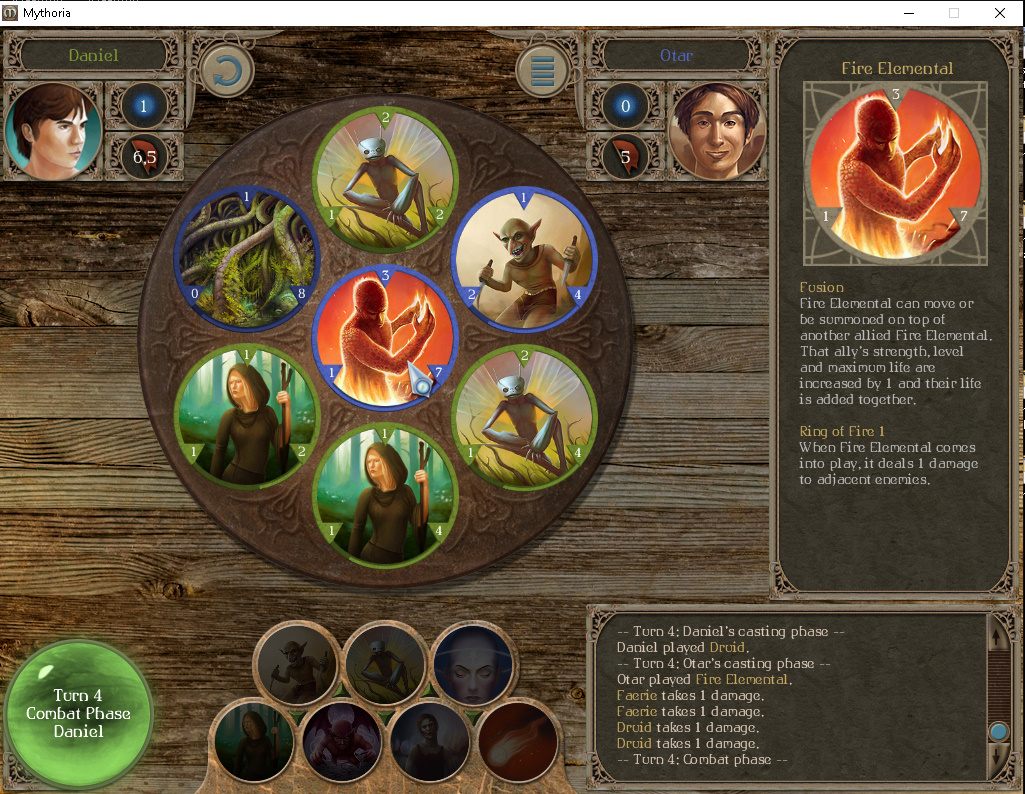 Mythoria
Daniel
1
6,5
Otar
0
5
2
1 2
1
0 8
1
2 4
3
1 7
1
1 2
2
1 4
1
1 4
Fire Elemental
3
1 7
Fusion
Fire Elemental can move or
be summoned on top of
another allied Fire Elemental.
That ally's strength, level
and maximum life are
increased by 1 and their life
is added together.
Ring of Fire 1
When Fire Elemental comes
into play, it deals 1 damage
to adjacent enemies.
Turn 4
Combat Phase
Daniel
-- Turn 4: Daniel's casting phase --
Daniel played Druid.
-- Turn 4: Otar's casting phase --
Otar played Fire Elemental.
Faerie takes 1 damage.
Faerie takes 1 damage.
Druid takes 1 damage.
Druid takes 1 damage.
-- Turn 4: Combat phase --